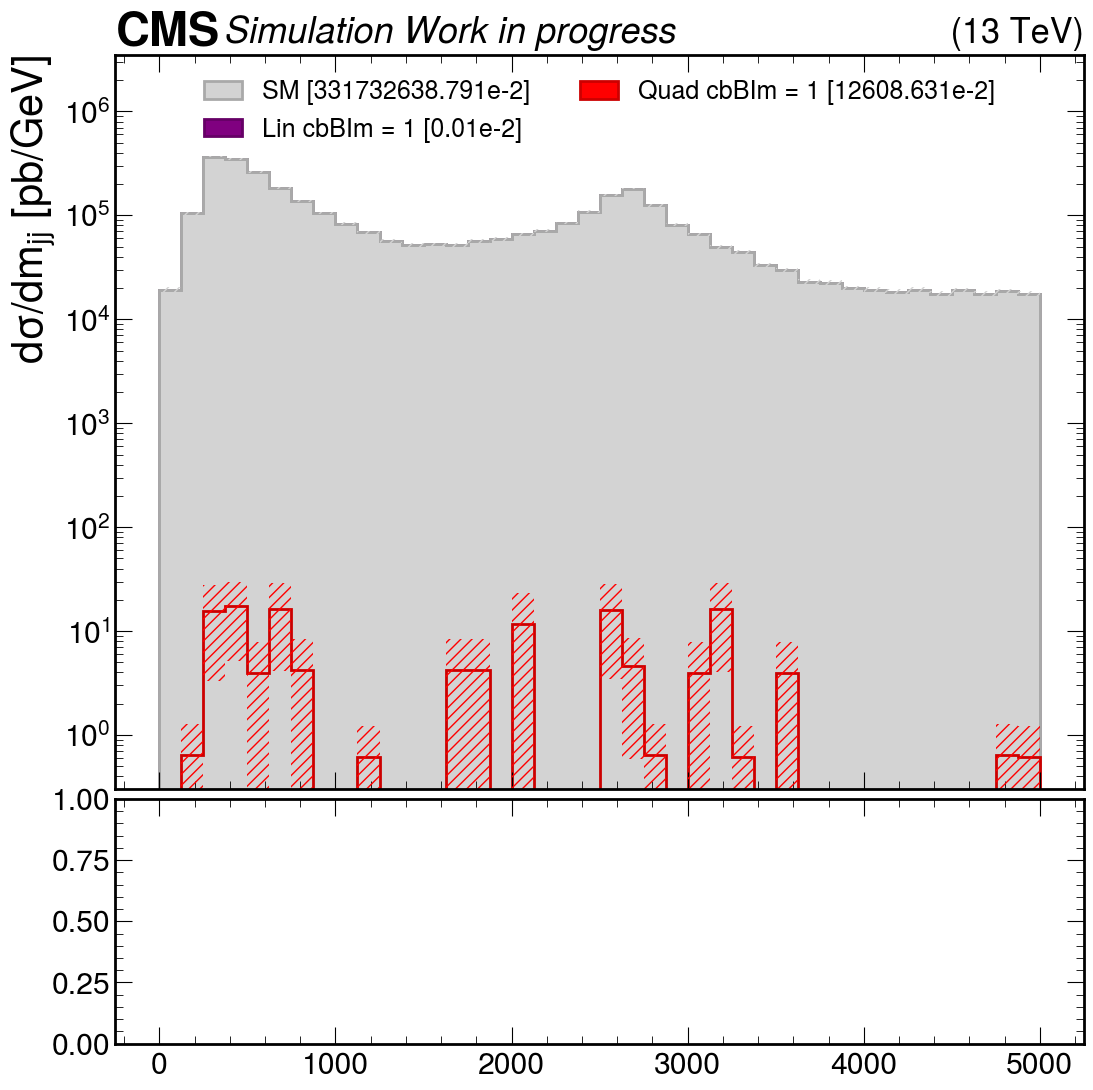 CMS Simulation Work in progress (13 TeV)
dσ/dm_jj [pb/GeV]
SM [331732638.791e-2]
Lin cbBIm = 1 [0.01e-2]
Quad cbBIm = 1 [12608.631e-2]
10^6
10^5
10^4
10^3
10^2
10^1
10^0
1.00
0.75
0.50
0.25
0.00
0 1000 2000 3000 4000 5000